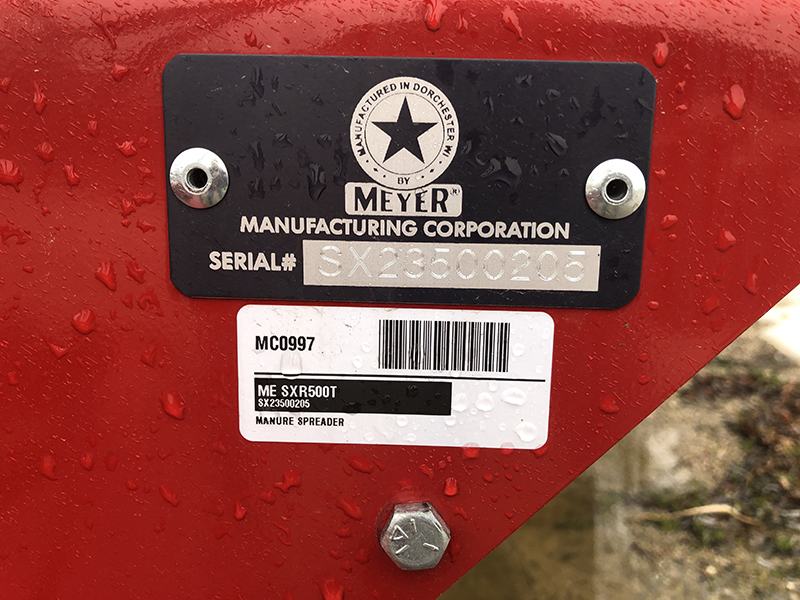 MANUFACTURED IN DORCHESTER WI.
BY
MEYER®
MANUFACTURING CORPORATION
SERIAL# SX23500205
MC0997
ME SXR500T
SX23500205
MANURE SPREADER